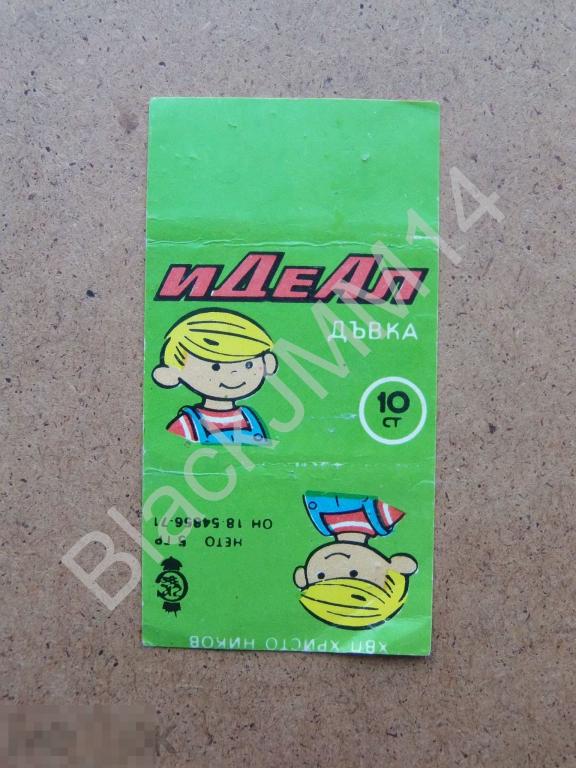 идеал
ДЪВКА
10
СТ
НЕТО 5 ГР
ОН 18·54856-71
ХВП ХРИСТО НИКОВ
BlackJMM14